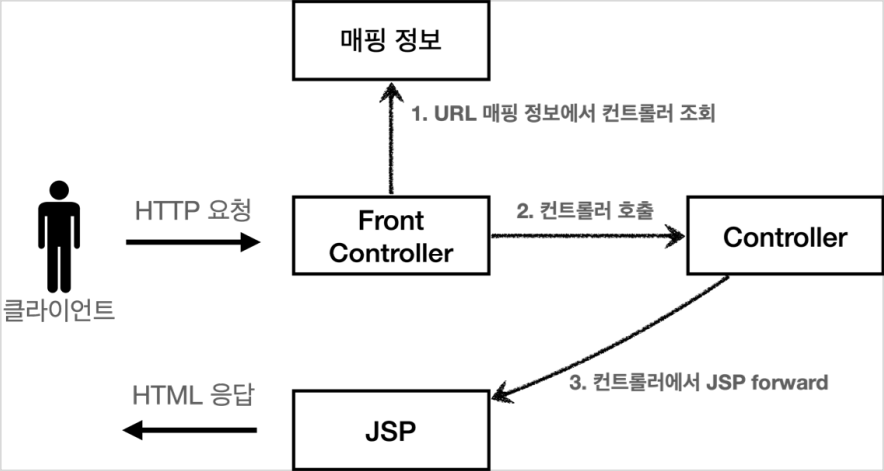 매핑 정보
1. URL 매핑 정보에서 컨트롤러 조회
HTTP 요청
Front
Controller
2. 컨트롤러 호출
Controller
클라이언트
3. 컨트롤러에서 JSP forward
HTML 응답
JSP